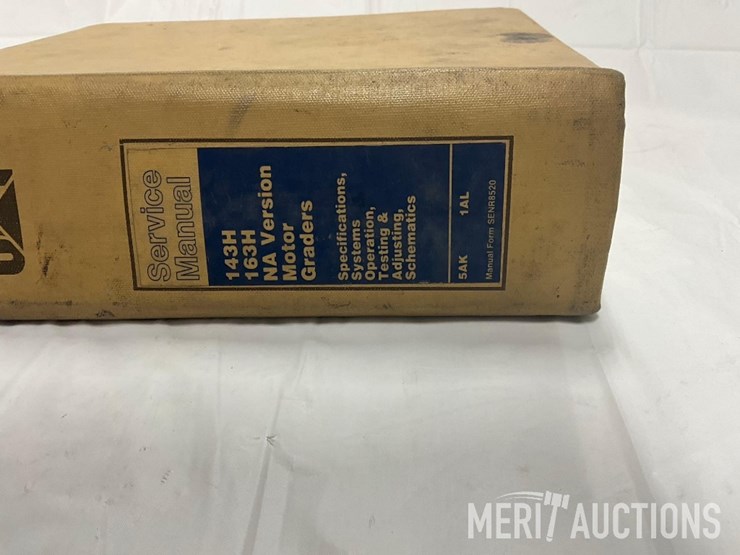 Service
Manual
143H
163H
NA Version
Motor
Graders
Specifications,
Systems
Operation,
Testing &
Adjusting,
Schematics
5AK 1AL
Manual Form SENR8520
MERIT AUCTIONS